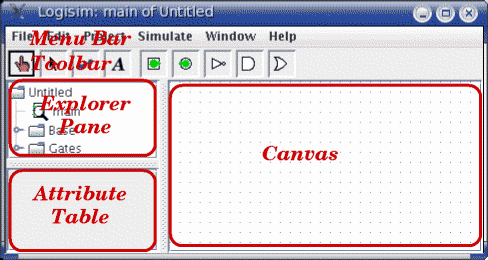 Logisim: main of Untitled
File Edit Project Simulate Window Help
Menu Bar
Toolbar
A
Untitled
main
Base
Gates
Explorer
Pane
Canvas
Attribute
Table